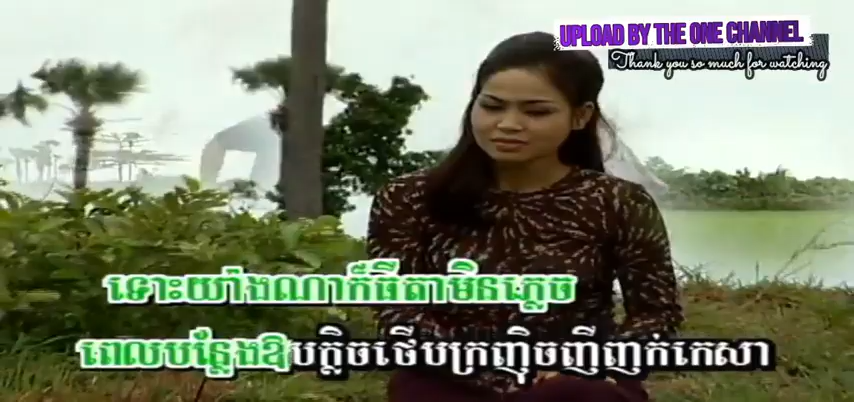 UPLOAD BY THE ONE CHANNEL
Thank you so much for watching
ទោះយ៉ាងណាក៏ធីតាមិនភ្លេច
ពេលបន្លែងឱបក្លិចថើបក្រញ៉ិចញីញក់កេសា